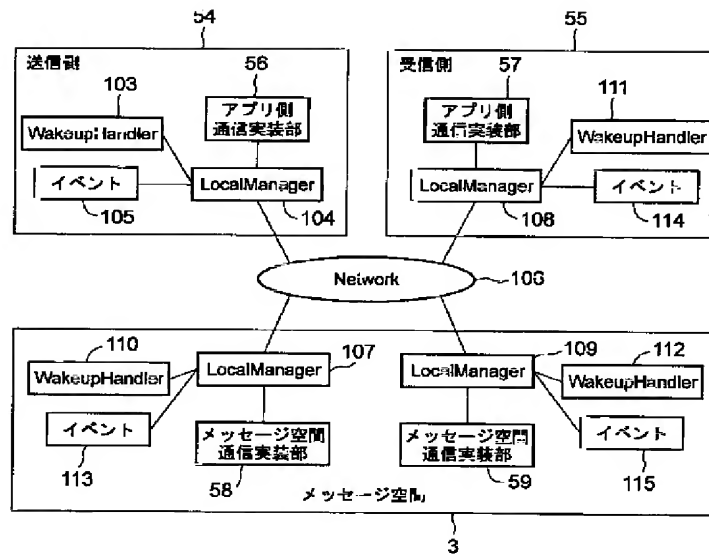 54
55
送信側
受信側
103
56
57
111
アプリ側
通信実装部
アプリ側
通信実装部
WakeupHandler
WakeupHandler
イベント
LocalManager
LocalManager
イベント
105
104
108
114
Network
106
110
107
109
112
WakeupHandler
LocalManager
LocalManager
WakeupHandler
イベント
メッセージ空間
通信実装部
メッセージ空間
通信実装部
イベント
113
58
59
115
メッセージ空間
3